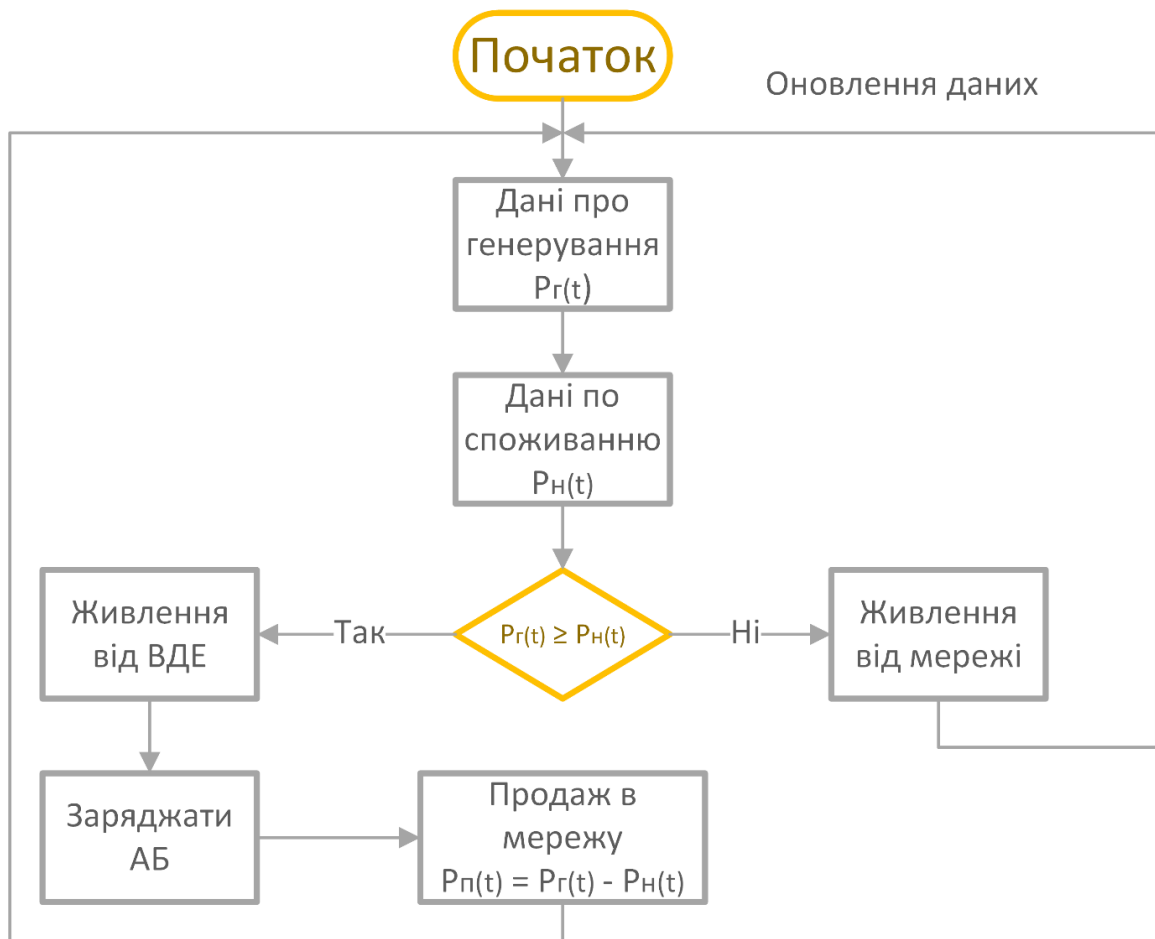 Початок
Оновлення даних
Дані про
генерування
Pг(t)
Дані по
споживанню
Pн(t)
Живлення
від ВДЕ
Так
Pг(t) ≥ Pн(t)
Ні
Живлення
від мережі
Заряджати
АБ
Продаж в
мережу
Pп(t) = Pг(t) - Pн(t)